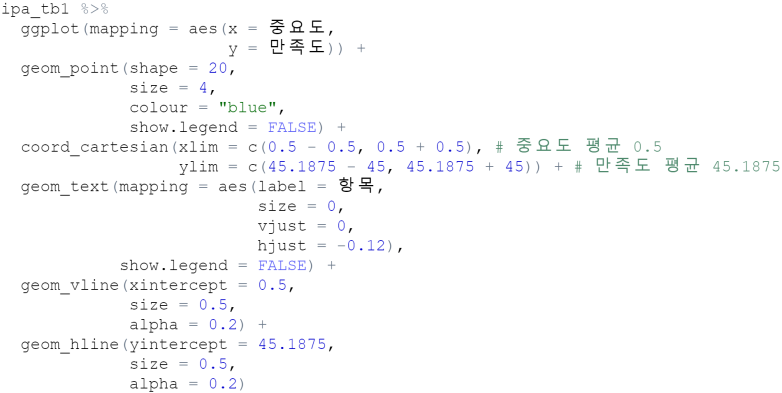 ipa_tb1 %>%
  ggplot(mapping = aes(x = 중요도,
                       y = 만족도)) +
  geom_point(shape = 20,
             size = 4,
             colour = "blue",
             show.legend = FALSE) +
  coord_cartesian(xlim = c(0.5 - 0.5, 0.5 + 0.5), # 중요도 평균 0.5
                  ylim = c(45.1875 - 45, 45.1875 + 45)) + # 만족도 평균 45.1875
  geom_text(mapping = aes(label = 항목,
                          size = 0,
                          vjust = 0,
                          hjust = -0.12),
            show.legend = FALSE) +
  geom_vline(xintercept = 0.5,
             size = 0.5,
             alpha = 0.2) +
  geom_hline(yintercept = 45.1875,
             size = 0.5,
             alpha = 0.2)